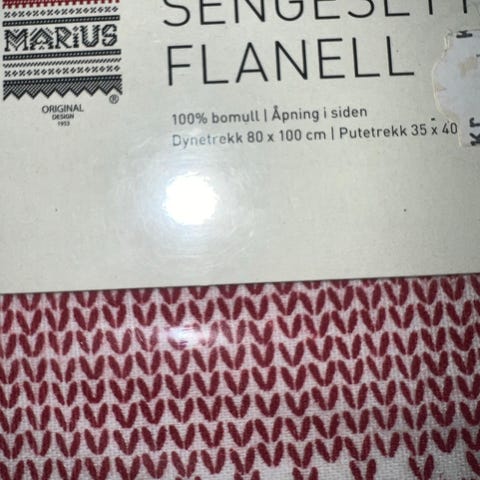 MARiUS
ORIGINAL
DESIGN
1953
®
SENGESETT
FLANELL
100% bomull | Åpning i siden
Dynetrekk 80 x 100 cm | Putetrekk 35 x 40